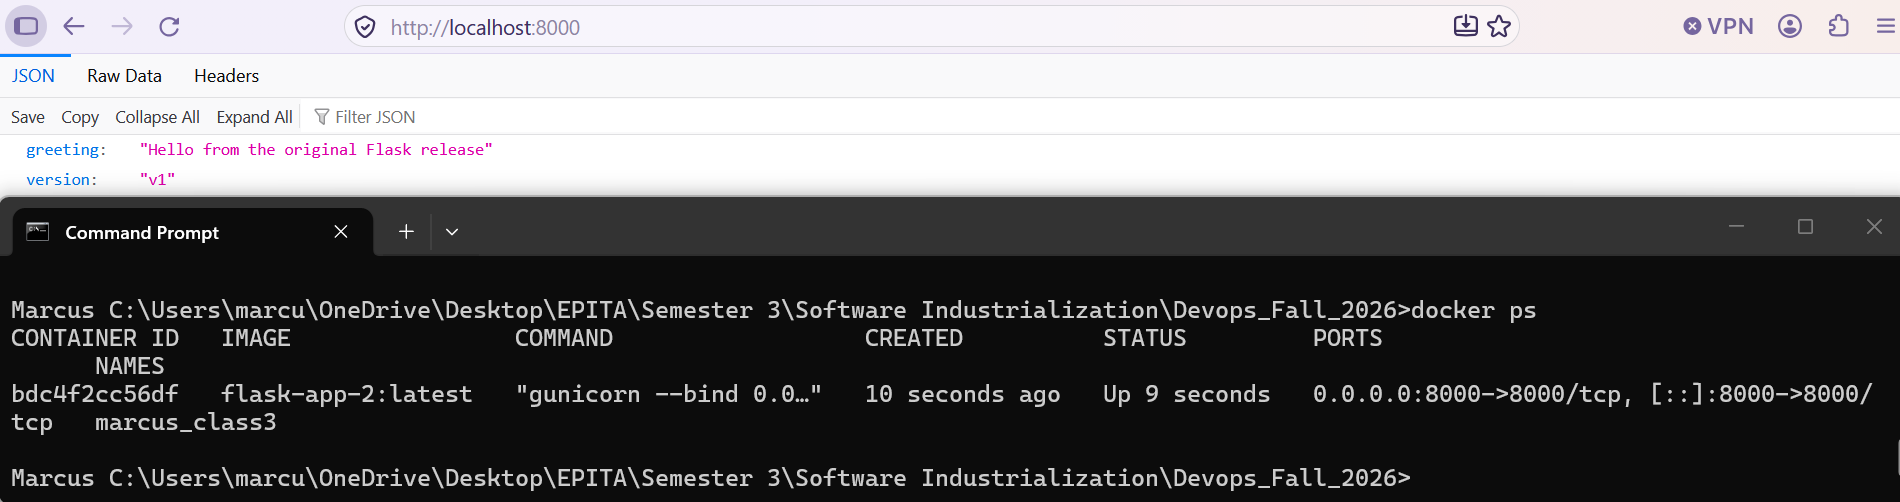 http://localhost:8000
VPN
JSON Raw Data Headers
Save Copy Collapse All Expand All Filter JSON
greeting: "Hello from the original Flask release"
version: "v1"
Command Prompt
Marcus C:\Users\marcu\OneDrive\Desktop\EPITA\Semester 3\Software Industrialization\Devops_Fall_2026>docker ps
CONTAINER ID IMAGE COMMAND CREATED STATUS PORTS
NAMES
bdc4f2cc56df flask-app-2:latest "gunicorn --bind 0.0…" 10 seconds ago Up 9 seconds 0.0.0.0:8000->8000/tcp, [::]:8000->8000/
tcp marcus_class3
Marcus C:\Users\marcu\OneDrive\Desktop\EPITA\Semester 3\Software Industrialization\Devops_Fall_2026>